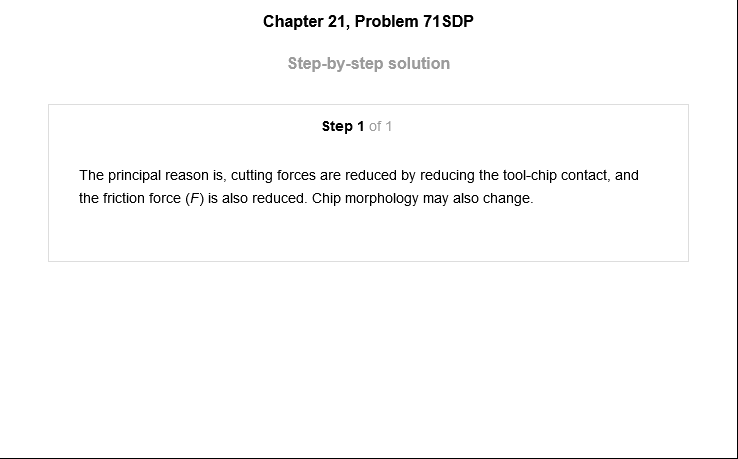 Chapter 21, Problem 71SDP
Step-by-step solution
Step 1 of 1
The principal reason is, cutting forces are reduced by reducing the tool-chip contact, and
the friction force (F) is also reduced. Chip morphology may also change.